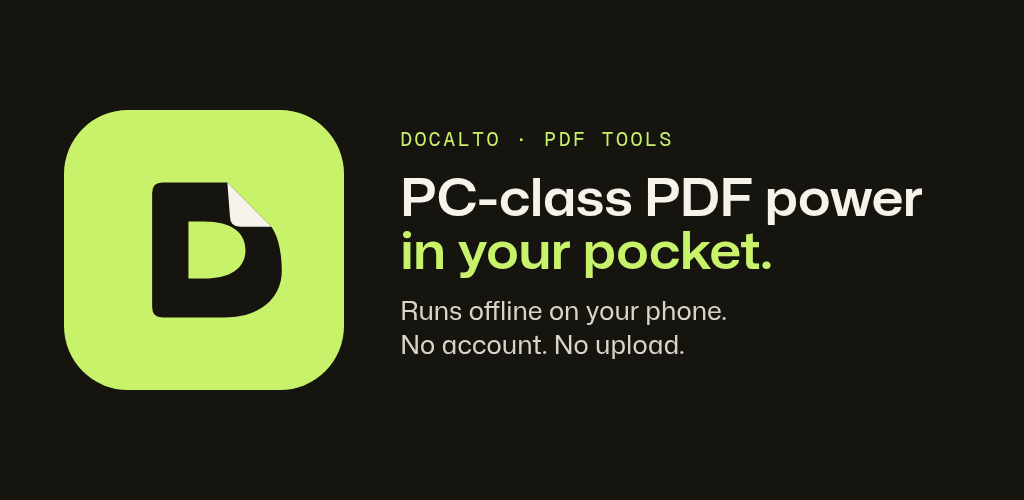 D
DOCALTO · PDF TOOLS
PC-class PDF power
in your pocket.
Runs offline on your phone.
No account. No upload.